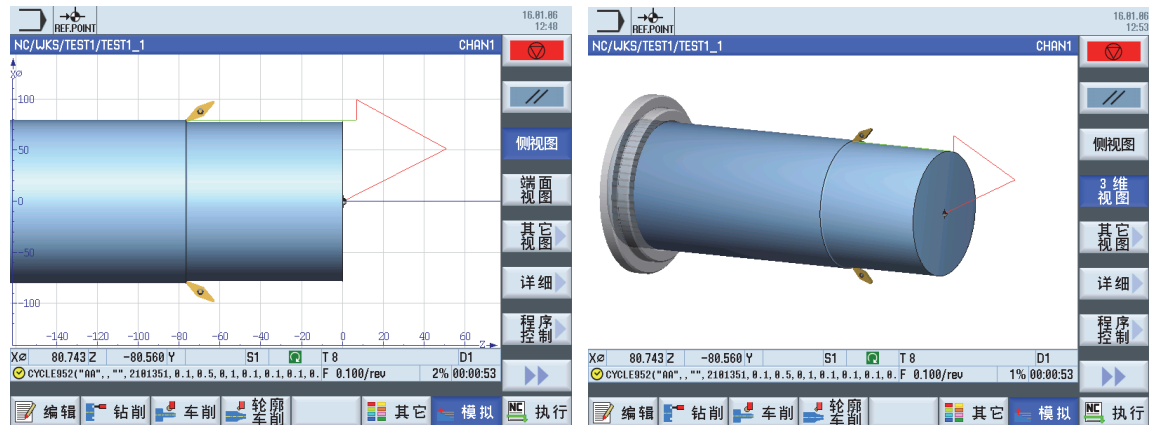 REF.POINT
16.01.06
12:48
NC/WKS/TEST1/TEST1_1
CHAN1
XØ
100
50
0
-50
-100
-140 -120 -100 -80 -60 -40 -20 0 20 40 60 Z
侧视图
端面
视图
其它
视图
详细
程序
控制
XØ 80.743 Z -80.560 Y S1 T 8 D1
CYCLE952("AA",,"",2101351,0.1,0.5,0,1,0.1,0.1,0.1,0. F 0.100/rev 2% 00:00:53
编辑 钻削 车削 轮廓
车削
其它 模拟 NC 执行
REF.POINT
16.01.06
12:53
NC/WKS/TEST1/TEST1_1
CHAN1
侧视图
3 维
视图
其它
视图
详细
程序
控制
XØ 80.743 Z -80.560 Y S1 T 8 D1
CYCLE952("AA",,"",2101351,0.1,0.5,0,1,0.1,0.1,0.1,0. F 0.100/rev 1% 00:00:53
编辑 钻削 车削 轮廓
车削
其它 模拟 NC 执行